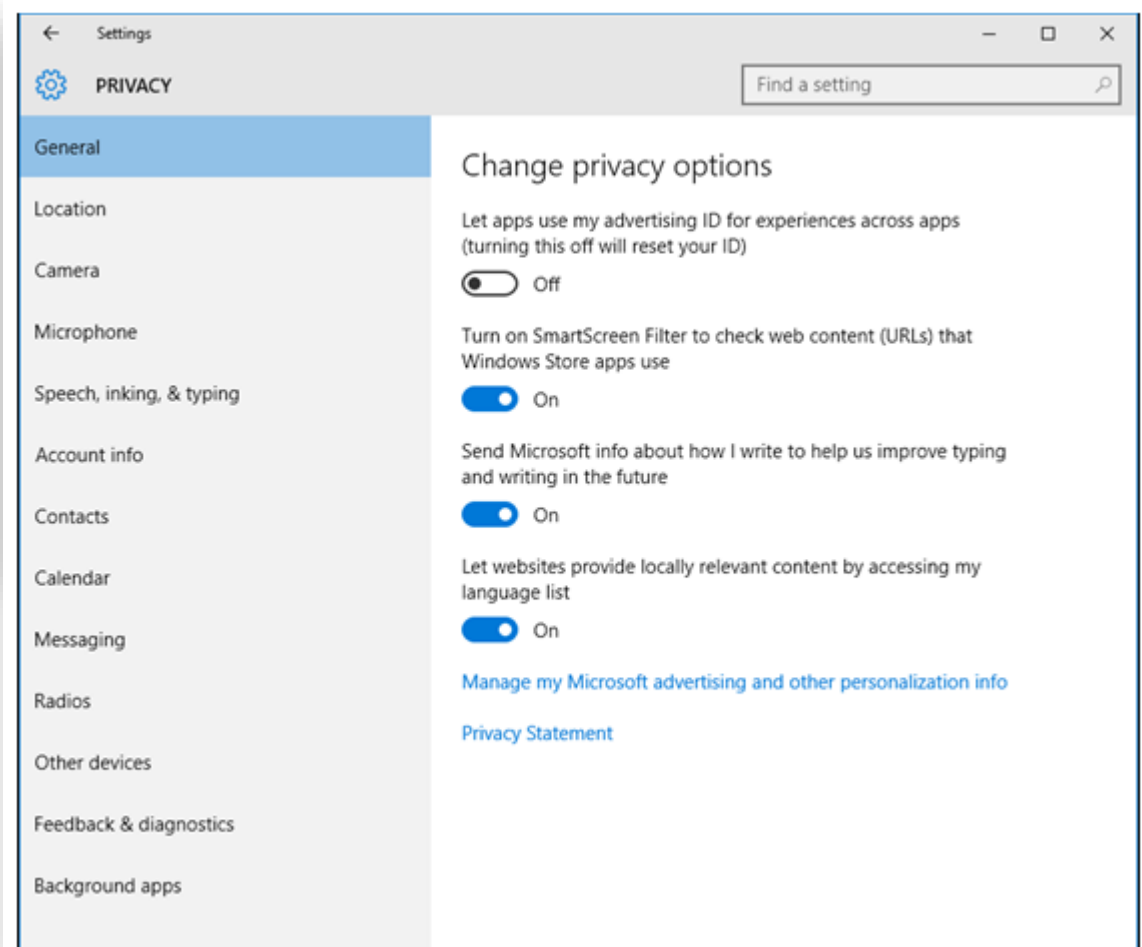 Settings
PRIVACY
Find a setting
General
Location
Camera
Microphone
Speech, inking, & typing
Account info
Contacts
Calendar
Messaging
Radios
Other devices
Feedback & diagnostics
Background apps
Change privacy options
Let apps use my advertising ID for experiences across apps
(turning this off will reset your ID)
Off
Turn on SmartScreen Filter to check web content (URLs) that
Windows Store apps use
On
Send Microsoft info about how I write to help us improve typing
and writing in the future
On
Let websites provide locally relevant content by accessing my
language list
On
Manage my Microsoft advertising and other personalization info
Privacy Statement